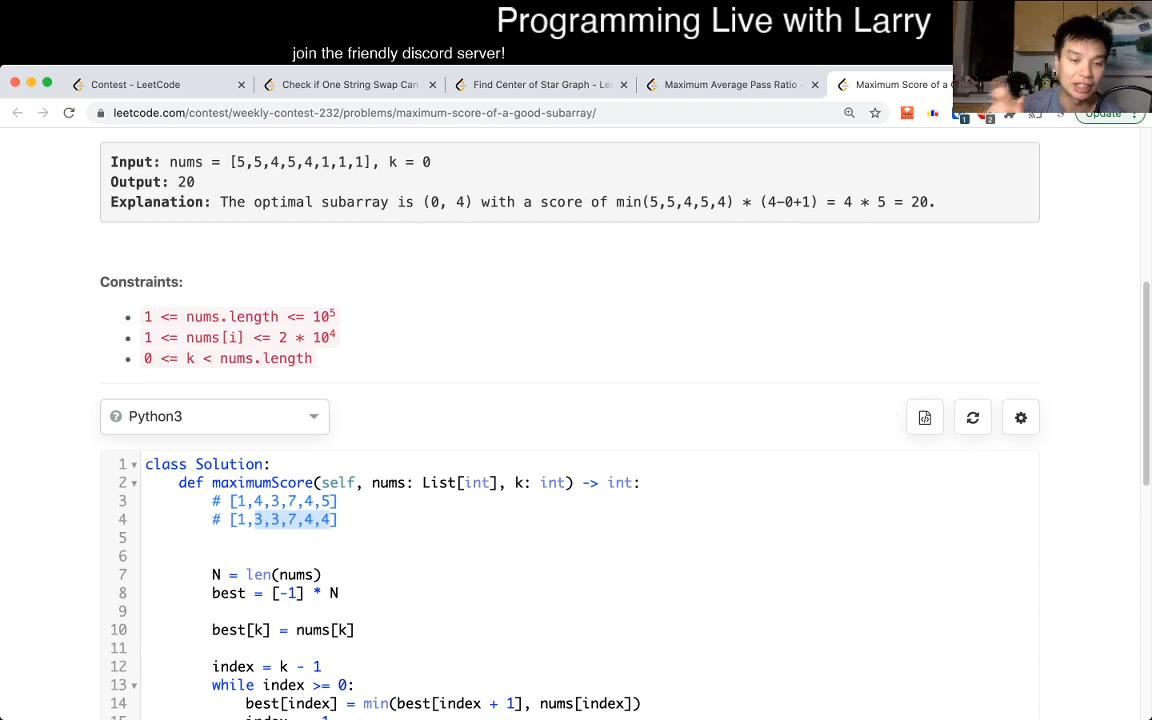 Programming Live with Larry
join the friendly discord server!
Contest - LeetCode
Check if One String Swap Can
Find Center of Star Graph - Le
Maximum Average Pass Ratio -
Maximum Score of a
leetcode.com/contest/weekly-contest-232/problems/maximum-score-of-a-good-subarray/
1
2
Update
Input: nums = [5,5,4,5,4,1,1,1], k = 0
Output: 20
Explanation: The optimal subarray is (0, 4) with a score of min(5,5,4,5,4) * (4-0+1) = 4 * 5 = 20.
Constraints:
1 <= nums.length <= 10⁵
1 <= nums[i] <= 2 * 10⁴
0 <= k < nums.length
Python3
1 class Solution:
2 def maximumScore(self, nums: List[int], k: int) -> int:
3 # [1,4,3,7,4,5]
4 # [1,3,3,7,4,4]
5
6
7 N = len(nums)
8 best = [-1] * N
9
10 best[k] = nums[k]
11
12 index = k - 1
13 while index >= 0:
14 best[index] = min(best[index + 1], nums[index])